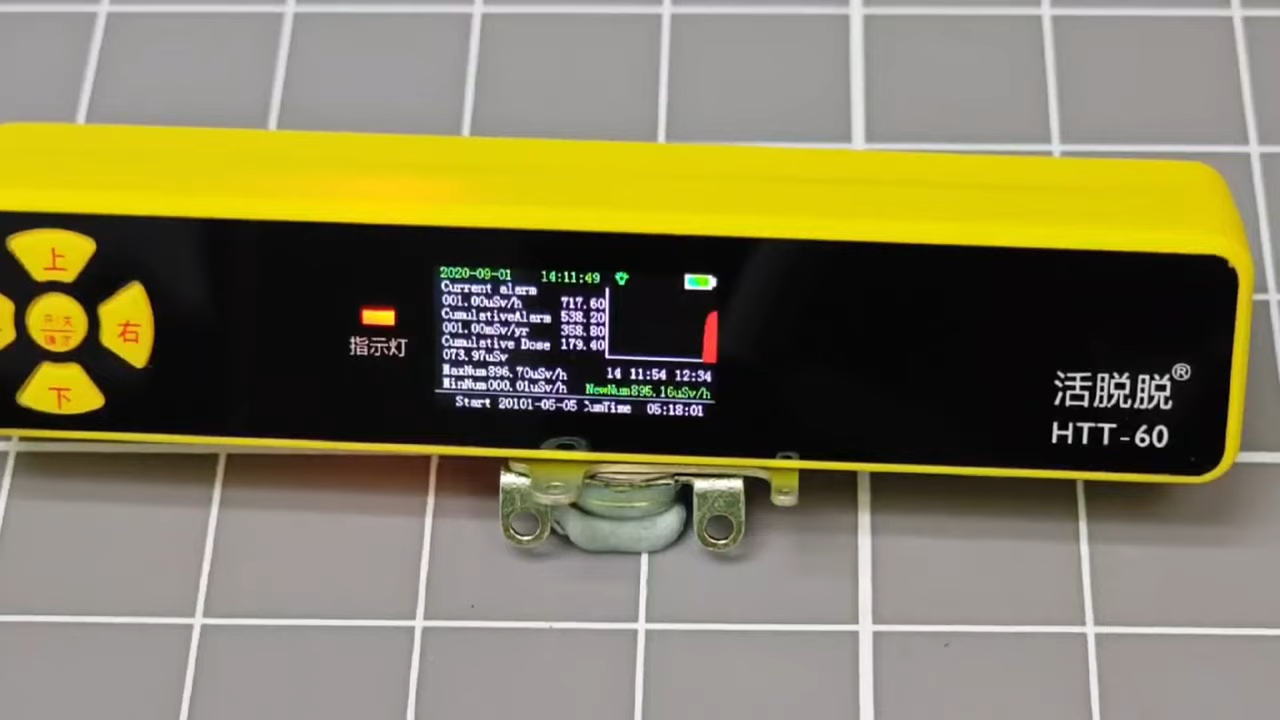 上
右
下
指示灯
2020-09-01 14:11:49
Current alarm
001.00uSv/h 717.60
CumulativeAlarm 538.20
001.00mSv/yr 358.80
Cumulative Dose 179.40
073.97uSv
14 11:54 12:34
MaxNum896.70uSv/h
MinNum000.01uSv/h NewNum895.16uSv/h
Start 20101-05-05 SumTime 05:18:01
活脱脱®
HTT-60